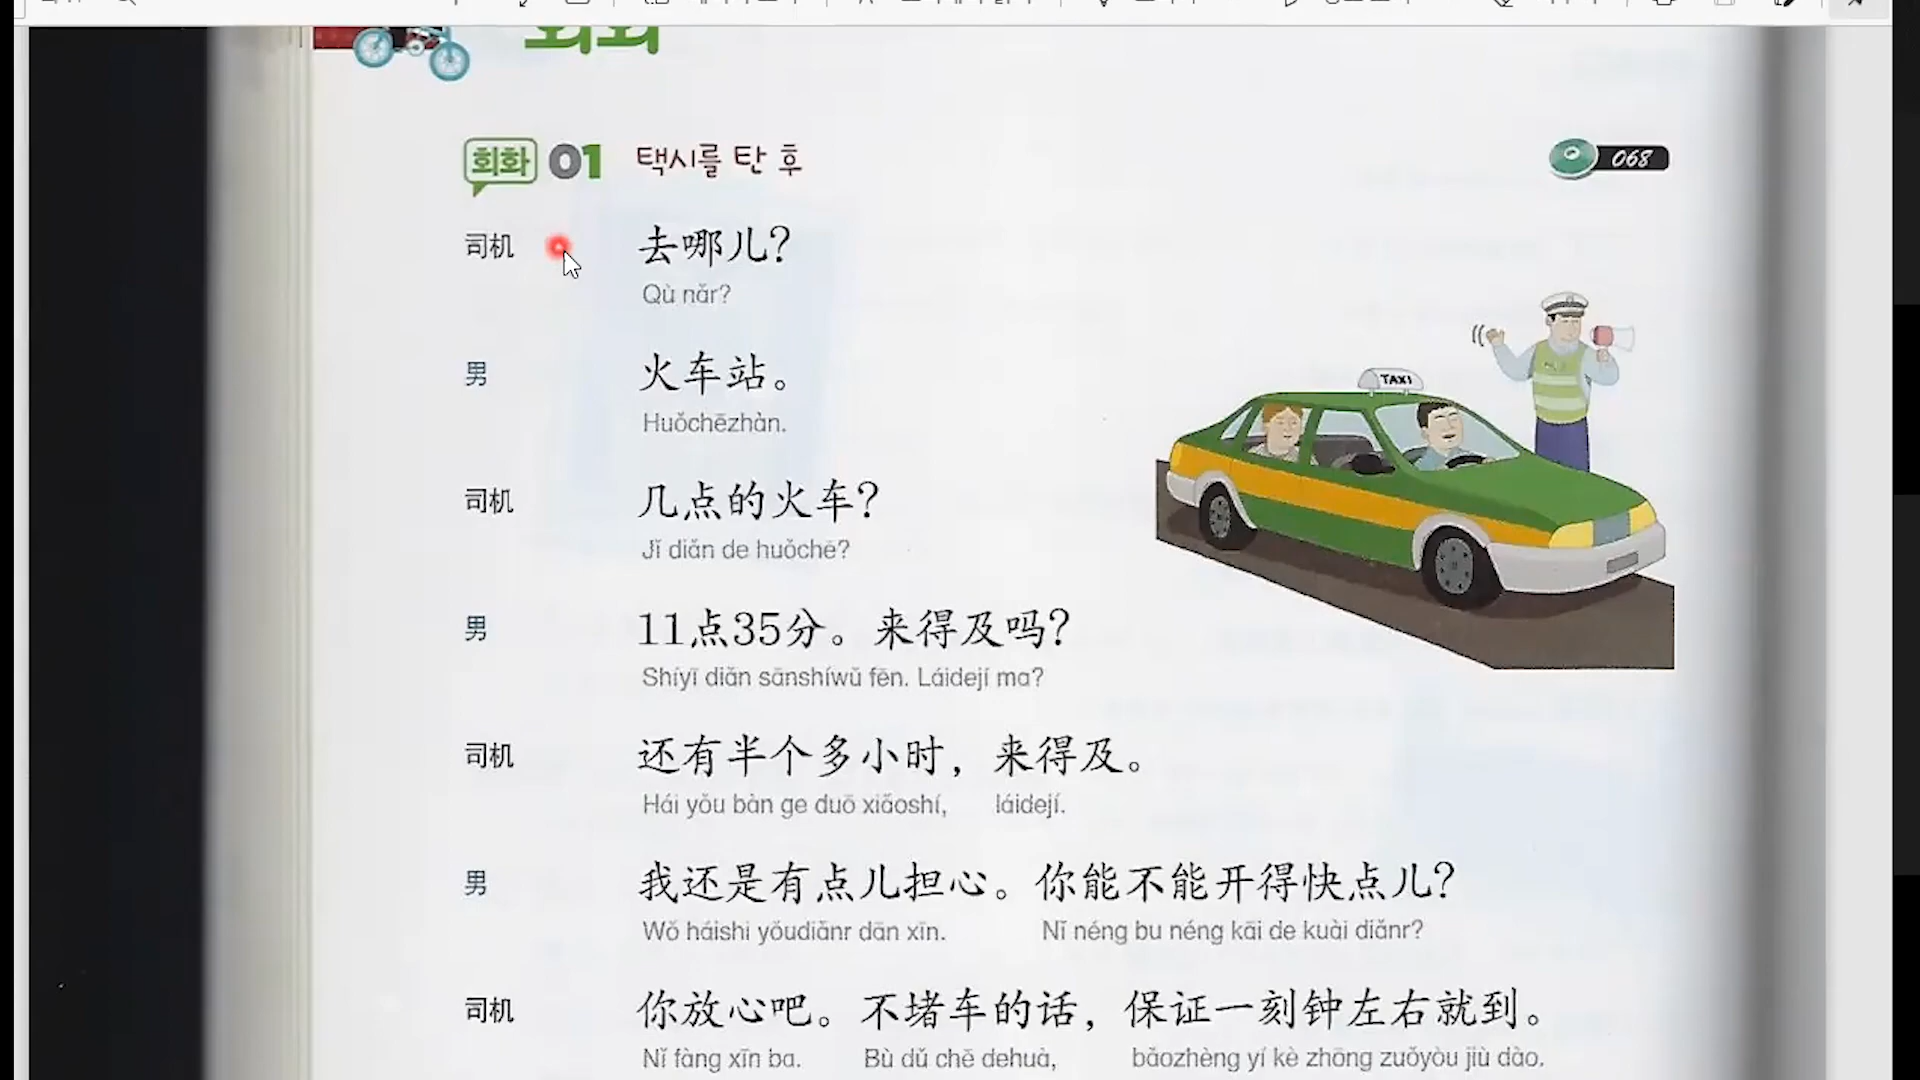 회화
회화 01 택시를 탄 후
068
司机 去哪儿?
Qù nǎr?
男 火车站。
Huǒchēzhàn.
TAXI
司机 几点的火车?
Jǐ diǎn de huǒchē?
男 11点35分。来得及吗?
Shíyī diǎn sānshíwǔ fēn. Láidejí ma?
司机 还有半个多小时, 来得及。
Hái yǒu bàn ge duō xiǎoshí, láidejí.
男 我还是有点儿担心。你能不能开得快点儿?
Wǒ háishi yǒudiǎnr dān xīn. Nǐ néng bu néng kāi de kuài diǎnr?
司机 你放心吧。不堵车的话, 保证一刻钟左右就到。
Nǐ fàng xīn ba. Bù dǔ chē dehuà, bǎozhèng yí kè zhōng zuǒyòu jiù dào.